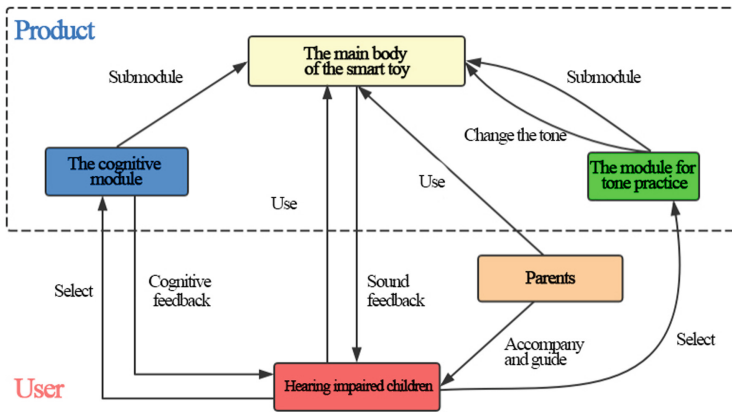 Product
The main body
of the smart toy
Submodule
Submodule
Change the tone
The cognitive
module
The module for
tone practice
Use
Use
Select
Cognitive
feedback
Sound
feedback
Parents
Accompany
and guide
Select
User
Hearing impaired children